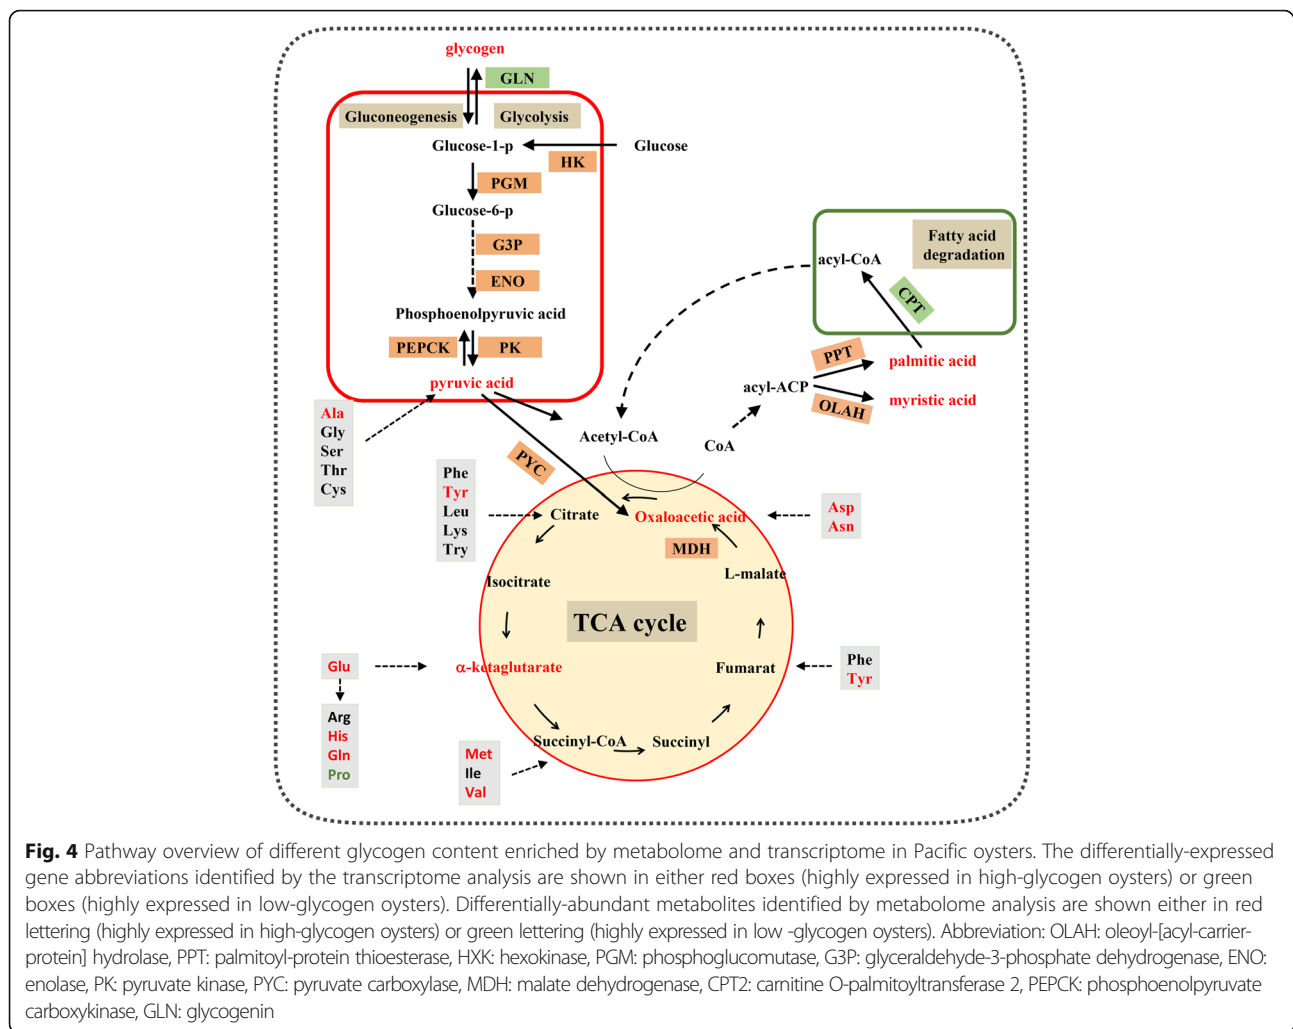 glycogen
GLN
Gluconeogenesis
Glycolysis
Glucose-1-p
Glucose
HK
PGM
Glucose-6-p
G3P
ENO
Phosphoenolpyruvic acid
PEPCK
PK
pyruvic acid
Fatty acid
degradation
acyl-CoA
CPT
PPT
palmitic acid
acyl-ACP
OLAH
myristic acid
Ala
Gly
Ser
Thr
Cys
Acetyl-CoA
CoA
PYC
Phe
Tyr
Leu
Lys
Try
Citrate
Oxaloacetic acid
Asp
Asn
MDH
L-malate
Isocitrate
TCA cycle
Glu
α-ketaglutarate
Fumarat
Phe
Tyr
Arg
His
Gln
Pro
Succinyl-CoA
Succinyl
Met
Ile
Val
Fig. 4 Pathway overview of different glycogen content enriched by metabolome and transcriptome in Pacific oysters. The differentially-expressed
gene abbreviations identified by the transcriptome analysis are shown in either red boxes (highly expressed in high-glycogen oysters) or green
boxes (highly expressed in low-glycogen oysters). Differentially-abundant metabolites identified by metabolome analysis are shown either in red
lettering (highly expressed in high-glycogen oysters) or green lettering (highly expressed in low -glycogen oysters). Abbreviation: OLAH: oleoyl-[acyl-carrier-
protein] hydrolase, PPT: palmitoyl-protein thioesterase, HXK: hexokinase, PGM: phosphoglucomutase, G3P: glyceraldehyde-3-phosphate dehydrogenase, ENO:
enolase, PK: pyruvate kinase, PYC: pyruvate carboxylase, MDH: malate dehydrogenase, CPT2: carnitine O-palmitoyltransferase 2, PEPCK: phosphoenolpyruvate
carboxykinase, GLN: glycogenin